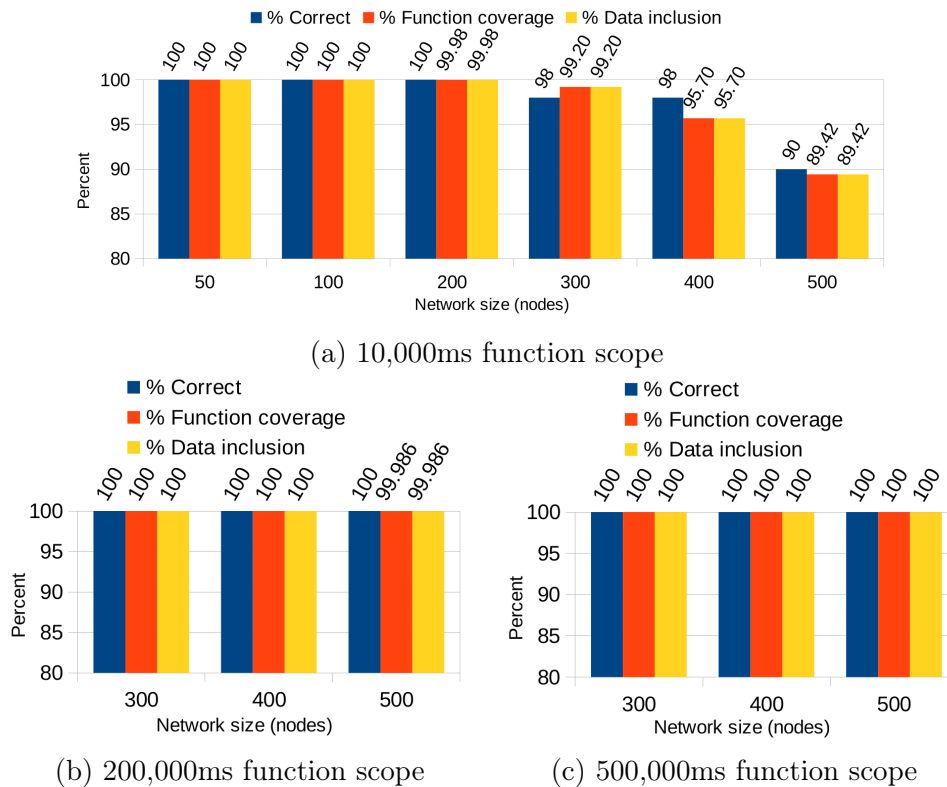 % Correct % Function coverage % Data inclusion
100 100 100 100 100 100 100 99.98 99.98 98 99.20 99.20 98 95.70 95.70 90 89.42 89.42
100
95
90
85
80
Percent
50 100 200 300 400 500
Network size (nodes)
(a) 10,000ms function scope
% Correct
% Function coverage
% Data inclusion
100 100 100 100 100 100 100 99.986 99.986
100
95
90
85
80
Percent
300 400 500
Network size (nodes)
(b) 200,000ms function scope
% Correct
% Function coverage
% Data inclusion
100 100 100 100 100 100 100 100 100
100
95
90
85
80
Percent
300 400 500
Network size (nodes)
(c) 500,000ms function scope